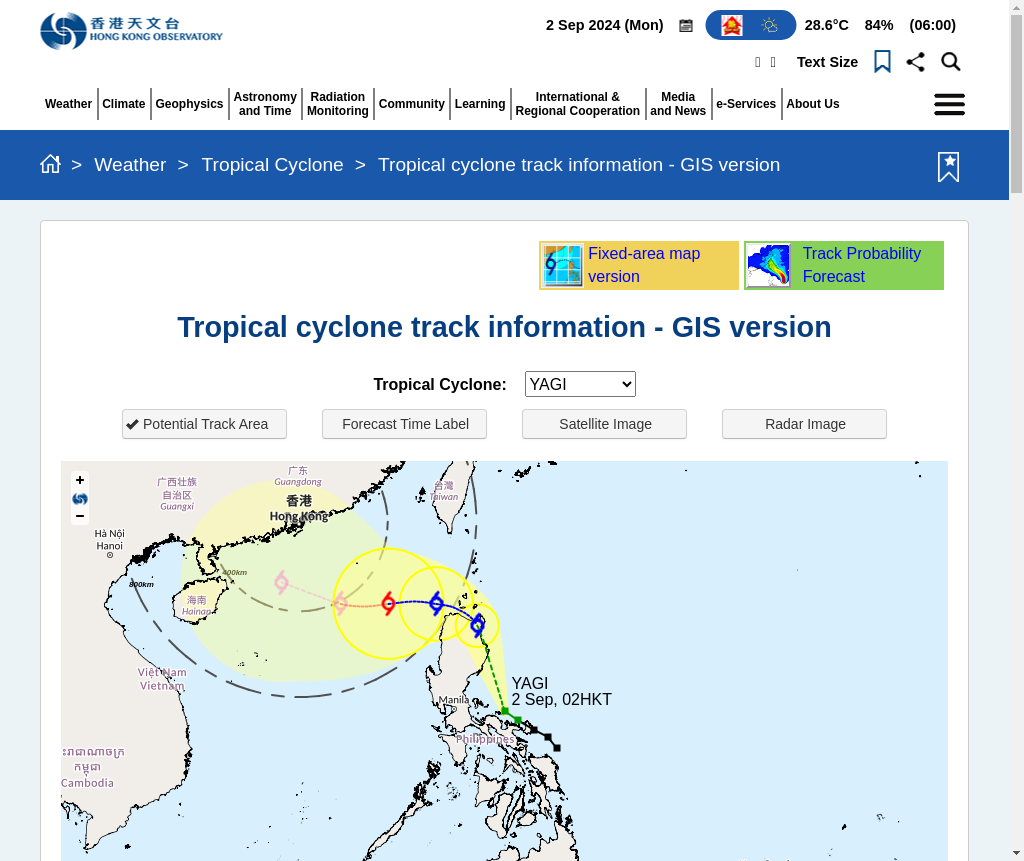 香港天文台
HONG KONG OBSERVATORY
2 Sep 2024 (Mon)
28.6°C 84% (06:00)
Text Size
Weather
Climate
Geophysics
Astronomy
and Time
Radiation
Monitoring
Community
Learning
International &
Regional Cooperation
Media
and News
e-Services
About Us
> Weather > Tropical Cyclone > Tropical cyclone track information - GIS version
Fixed-area map
version
Track Probability
Forecast
Tropical cyclone track information - GIS version
Tropical Cyclone: YAGI
Potential Track Area
Forecast Time Label
Satellite Image
Radar Image
+
−
广西壮族
自治区
Guangxi
广东
Guangdong
香港
Hong Kong
台灣
Taiwan
Hà Nội
Hanoi
800km
400km
海南
Hainan
Việt Nam
Vietnam
YAGI
2 Sep, 02HKT
Manila
Philippines
កម្ពុជា
Cambodia